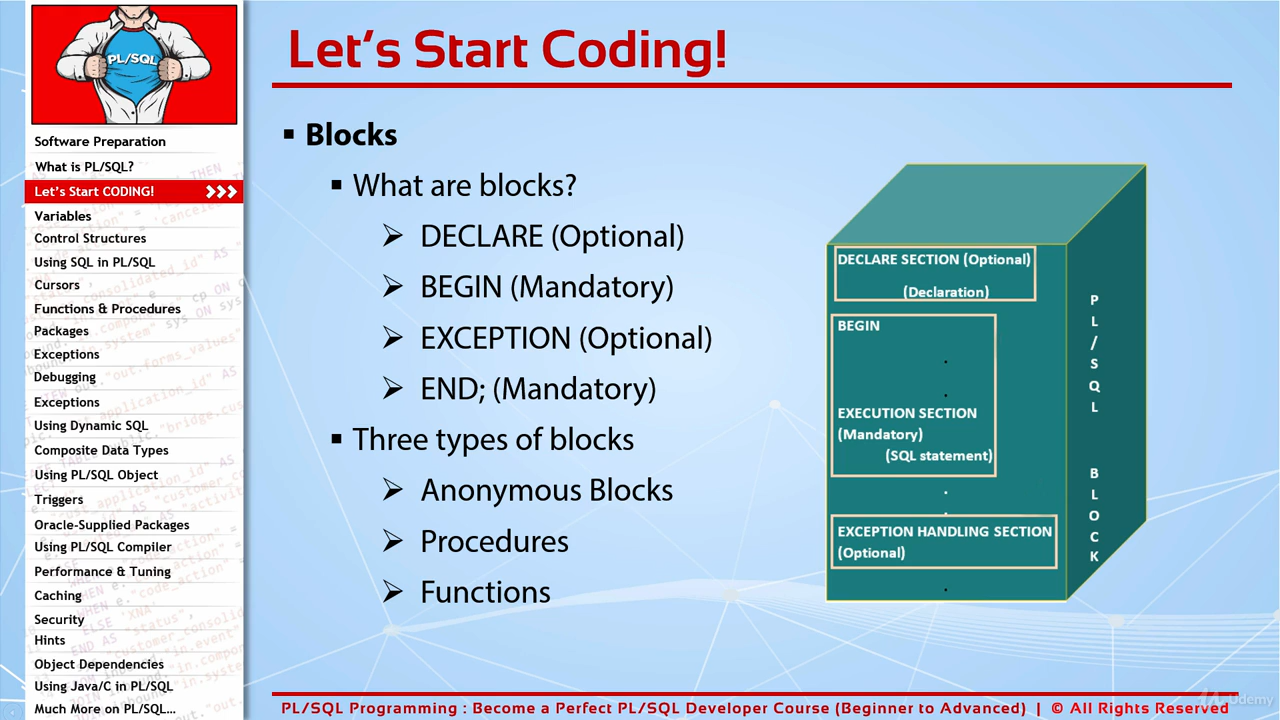 PL/SQL
Software Preparation
What is PL/SQL?
Let's Start CODING!
Variables
Control Structures
Using SQL in PL/SQL
Cursors
Functions & Procedures
Packages
Exceptions
Debugging
Exceptions
Using Dynamic SQL
Composite Data Types
Using PL/SQL Object
Triggers
Oracle-Supplied Packages
Using PL/SQL Compiler
Performance & Tuning
Caching
Security
Hints
Object Dependencies
Using Java/C in PL/SQL
Much More on PL/SQL...
Let's Start Coding!
▪ Blocks
▪ What are blocks?
➢ DECLARE (Optional)
➢ BEGIN (Mandatory)
➢ EXCEPTION (Optional)
➢ END; (Mandatory)
▪ Three types of blocks
➢ Anonymous Blocks
➢ Procedures
➢ Functions
DECLARE SECTION (Optional)
(Declaration)
BEGIN
.
.
EXECUTION SECTION
(Mandatory)
(SQL statement)
.
.
EXCEPTION HANDLING SECTION
(Optional)
.
PL/SQL BLOCK
PL/SQL Programming : Become a Perfect PL/SQL Developer Course (Beginner to Advanced) | © All Rights Reserved
Udemy